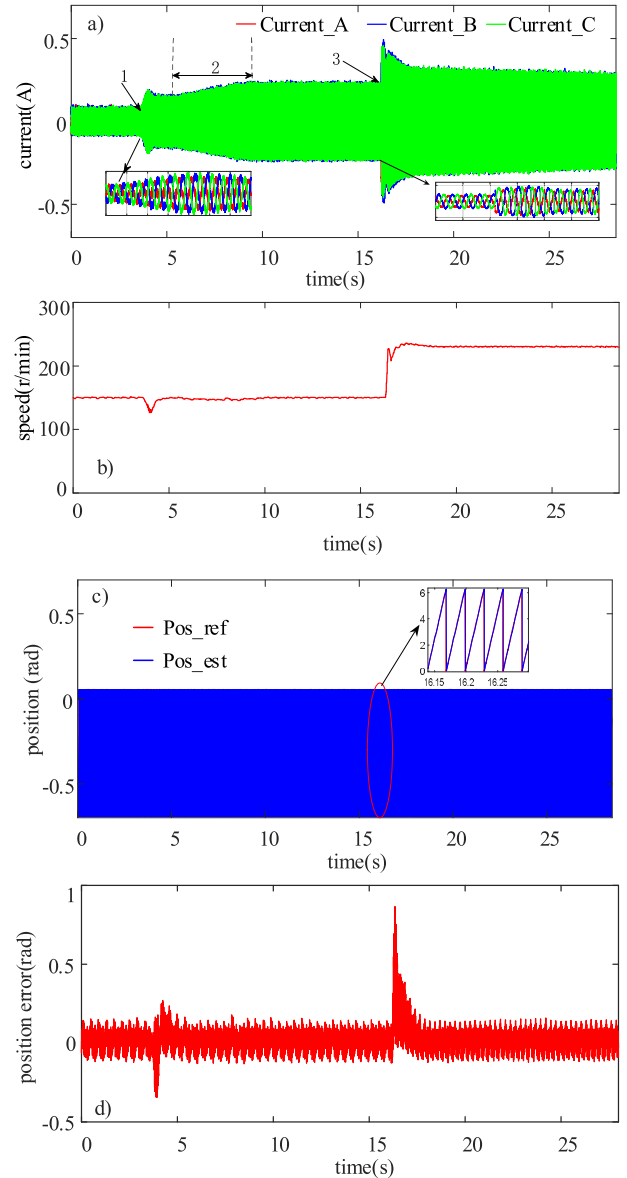 a)
Current_A Current_B Current_C
0.5
1
2
3
0
-0.5
current(A)
0 5 10 15 20 25
time(s)
300
200
100
0
speed(r/min)
b)
0 5 10 15 20 25
time(s)
c)
0.5
Pos_ref
Pos_est
6
4
2
0
16.15 16.2 16.25
0
-0.5
position (rad)
0 5 10 15 20 25
time(s)
1
0.5
0
-0.5
position error(rad)
d)
0 5 10 15 20 25
time(s)